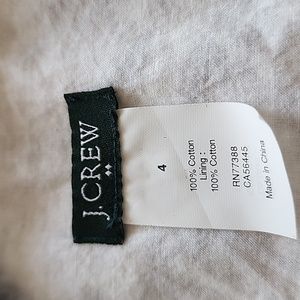 J.CREW
4
100% Cotton
Lining :
100% Cotton
RN77388
CA56445
Made in China